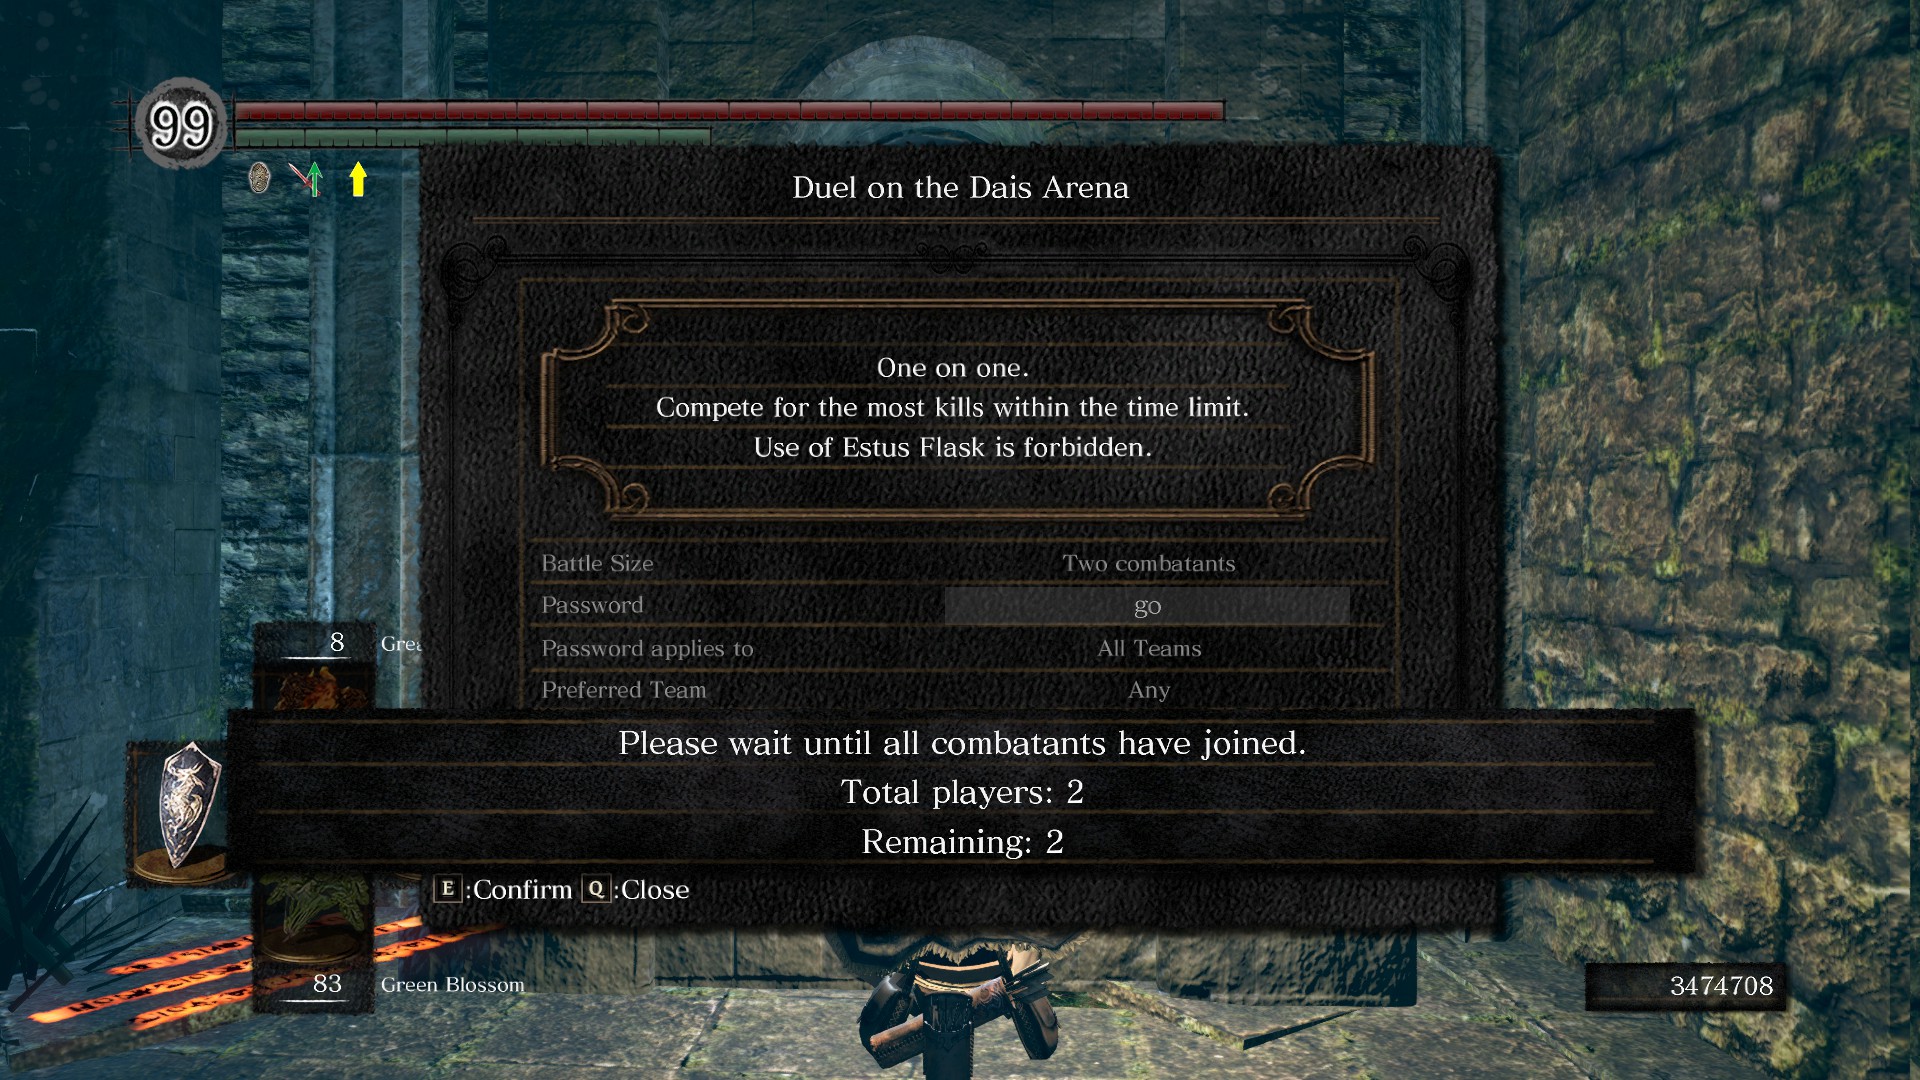 99
Duel on the Dais Arena
One on one.
Compete for the most kills within the time limit.
Use of Estus Flask is forbidden.
Battle Size Two combatants
Password go
Password applies to All Teams
Preferred Team Any
8
Please wait until all combatants have joined.
Total players: 2
Remaining: 2
E:Confirm Q:Close
83 Green Blossom
3474708